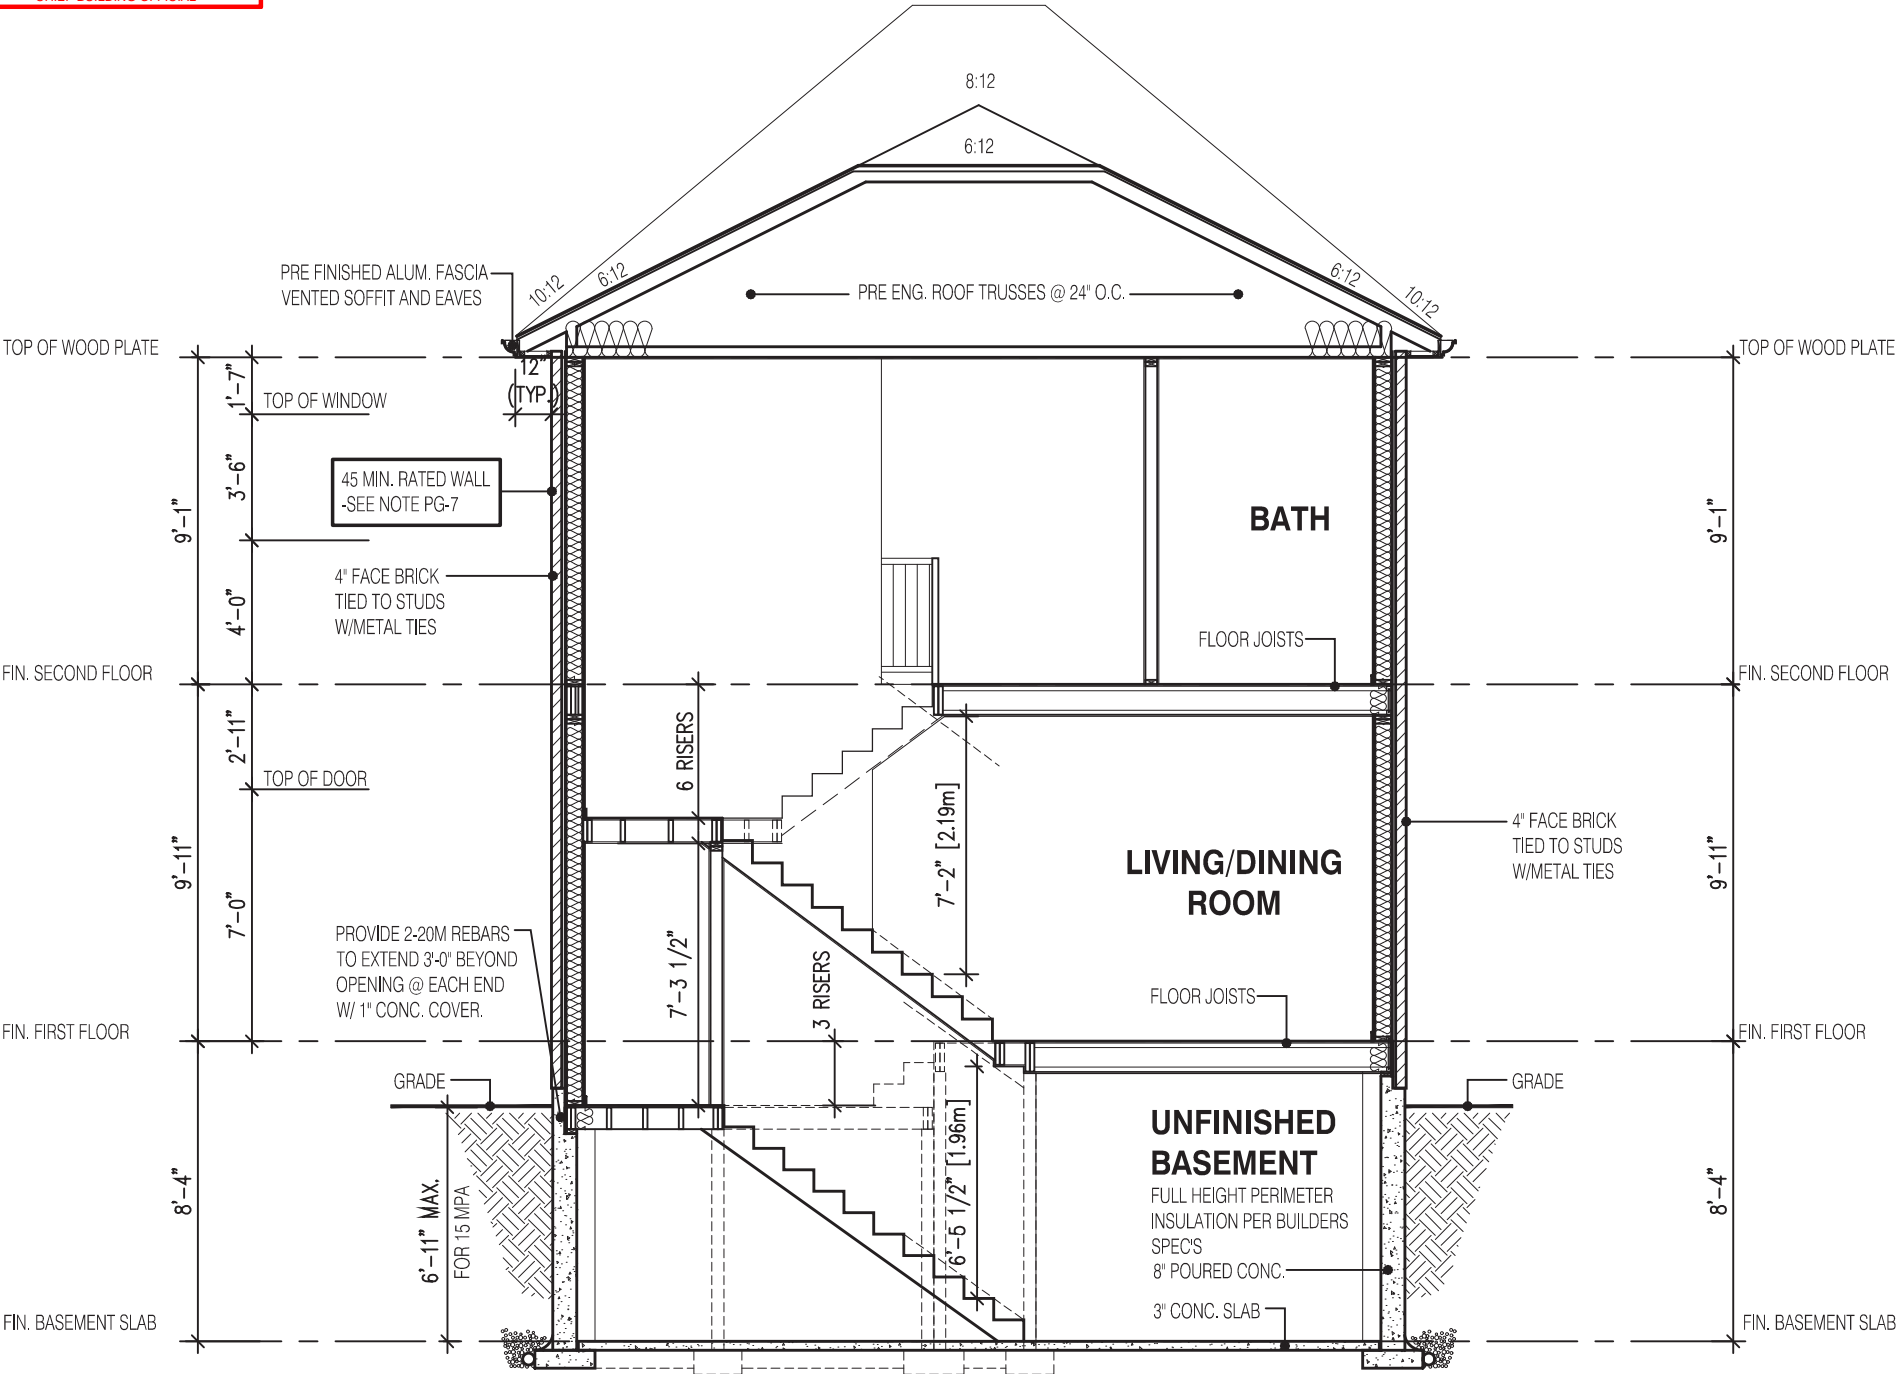 CHIEF BUILDING OFFICIAL
8:12
6:12
10:12
6:12
6:12
10:12
PRE FINISHED ALUM. FASCIA
VENTED SOFFIT AND EAVES
PRE ENG. ROOF TRUSSES @ 24" O.C.
TOP OF WOOD PLATE
TOP OF WOOD PLATE
12"
(TYP.)
1'-7"
TOP OF WINDOW
3'-6"
45 MIN. RATED WALL
-SEE NOTE PG-7
9'-1"
9'-1"
BATH
4" FACE BRICK
TIED TO STUDS
W/METAL TIES
4'-0"
FLOOR JOISTS
FIN. SECOND FLOOR
FIN. SECOND FLOOR
2'-11"
6 RISERS
TOP OF DOOR
7'-2" [2.19m]
4" FACE BRICK
TIED TO STUDS
W/METAL TIES
LIVING/DINING
ROOM
9'-11"
9'-11"
7'-0"
PROVIDE 2-20M REBARS
TO EXTEND 3'-0" BEYOND
OPENING @ EACH END
W/ 1" CONC. COVER.
7'-3 1/2"
3 RISERS
FLOOR JOISTS
FIN. FIRST FLOOR
FIN. FIRST FLOOR
GRADE
GRADE
UNFINISHED
BASEMENT
FULL HEIGHT PERIMETER
INSULATION PER BUILDERS
SPEC'S
8" POURED CONC.
3" CONC. SLAB
6'-5 1/2" [1.96m]
8'-4"
8'-4"
6'-11" MAX.
FOR 15 MPA
FIN. BASEMENT SLAB
FIN. BASEMENT SLAB